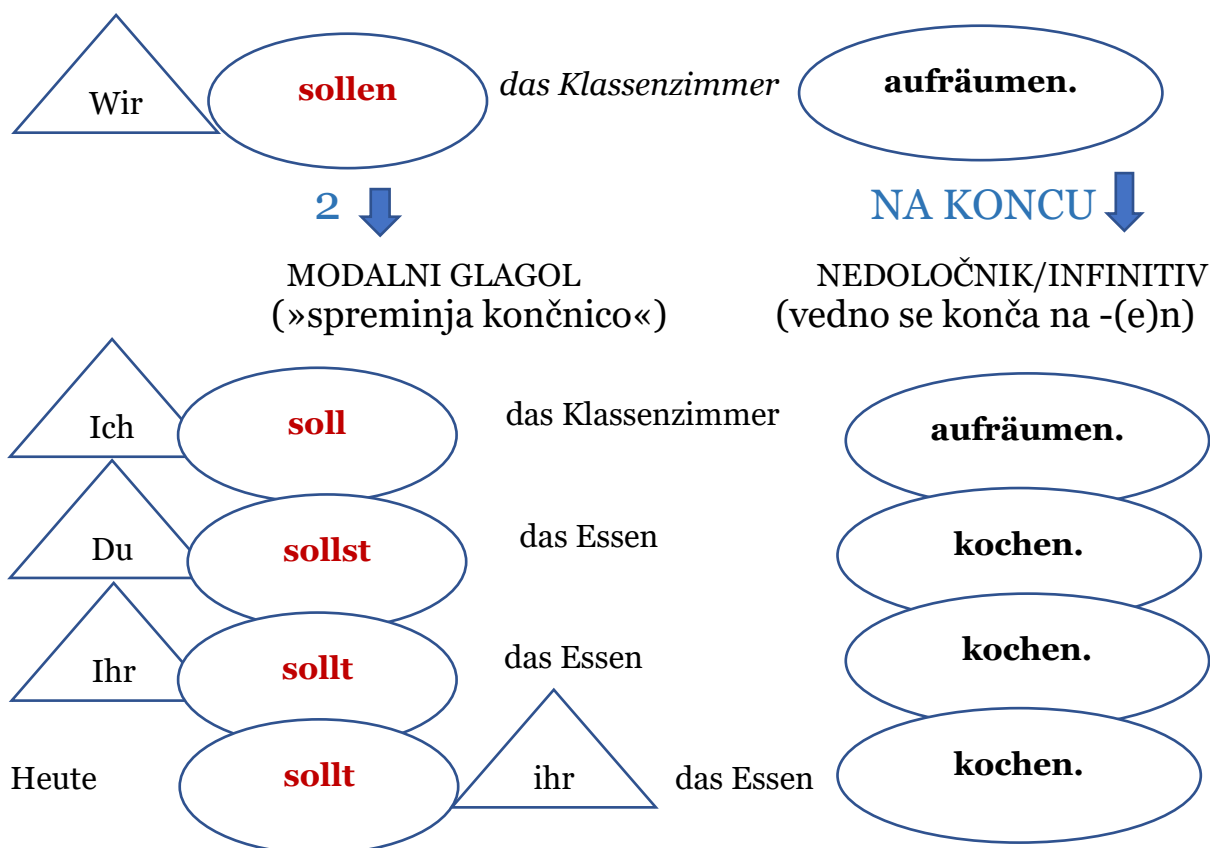 Wir sollen das Klassenzimmer aufräumen.
2 NA KONCU
MODALNI GLAGOL NEDOLOČNIK/INFINITIV
(»spreminja končnico«) (vedno se konča na -(e)n)
Ich soll das Klassenzimmer aufräumen.
Du sollst das Essen kochen.
Ihr sollt das Essen kochen.
Heute sollt ihr das Essen kochen.